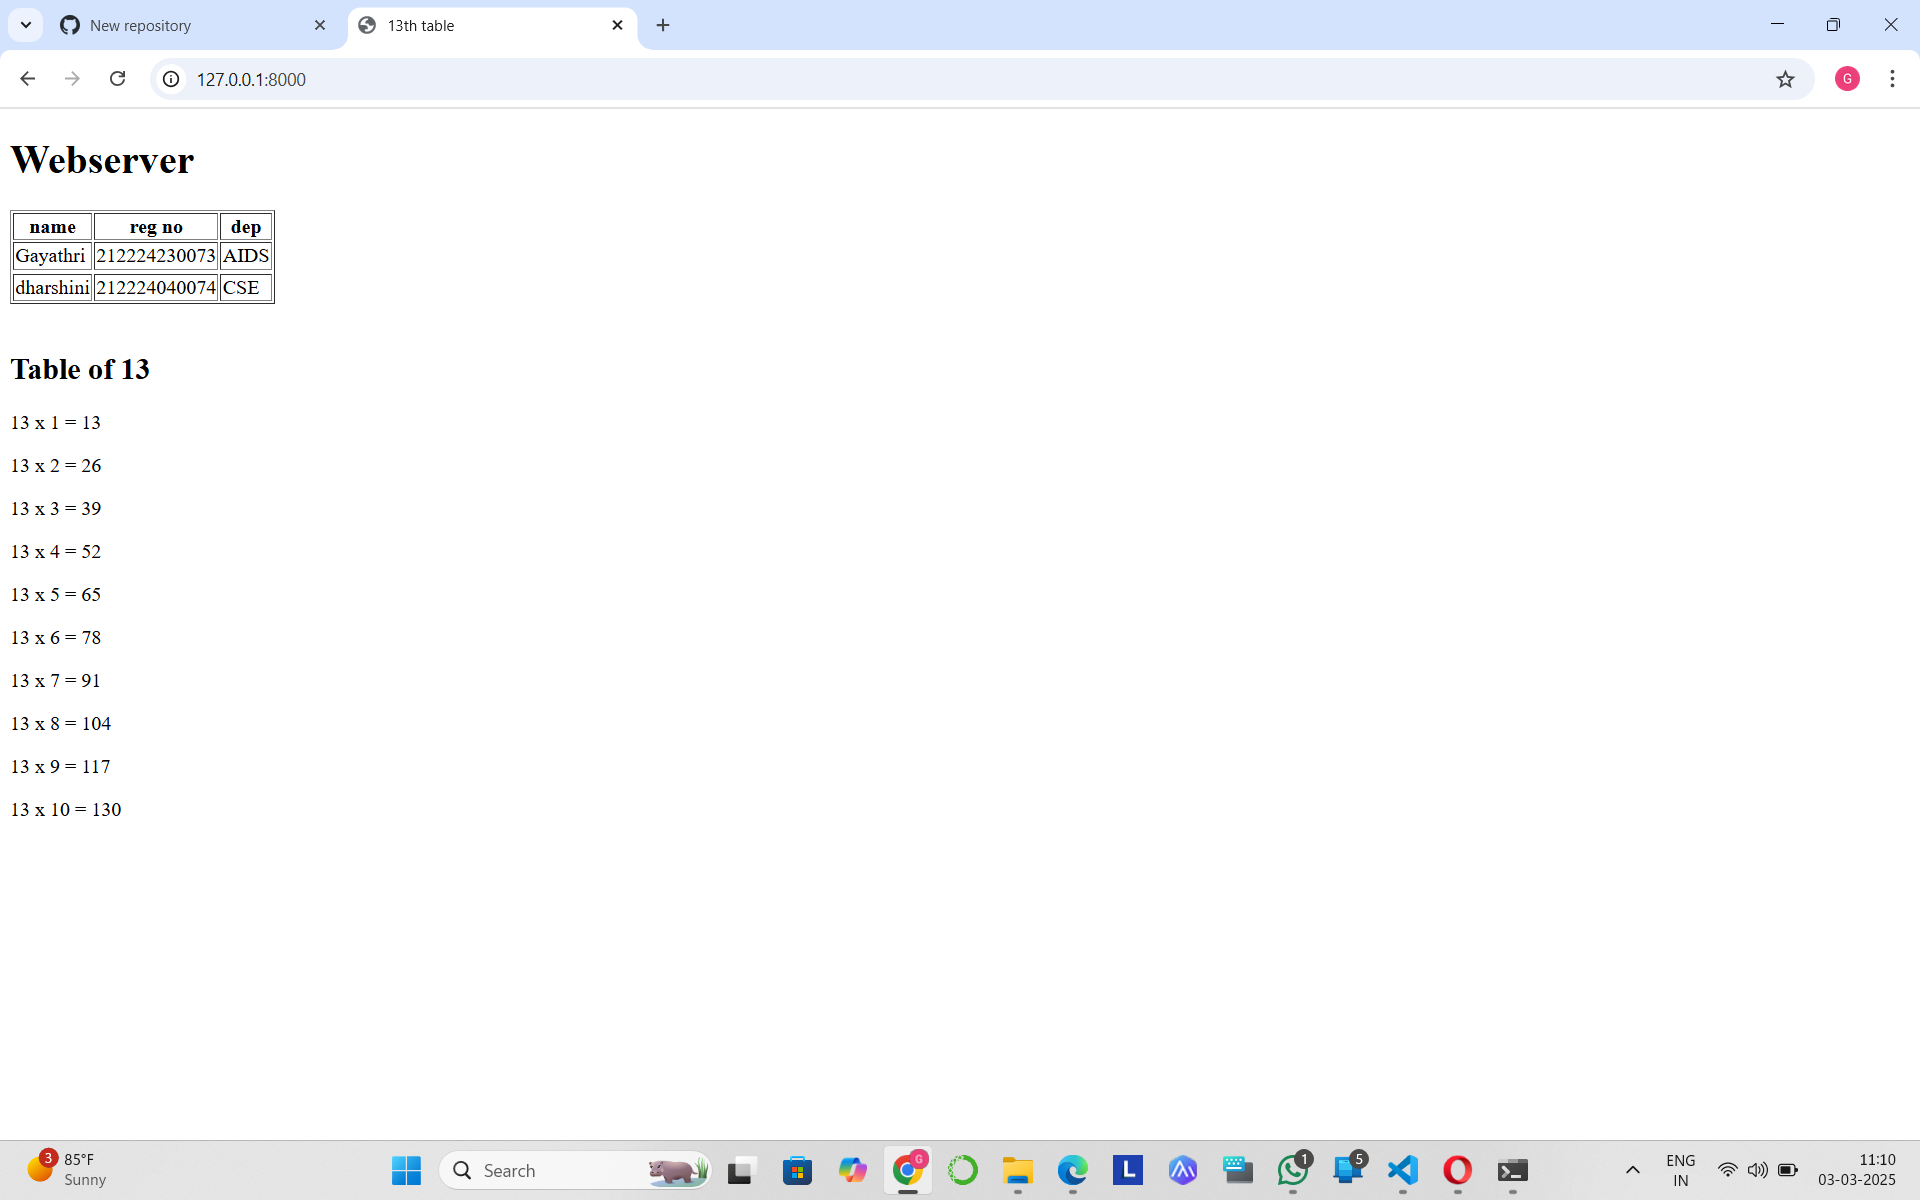 New repository
13th table
127.0.0.1:8000
G
Webserver
name reg no dep
Gayathri 212224230073 AIDS
dharshini 212224040074 CSE
Table of 13
13 x 1 = 13
13 x 2 = 26
13 x 3 = 39
13 x 4 = 52
13 x 5 = 65
13 x 6 = 78
13 x 7 = 91
13 x 8 = 104
13 x 9 = 117
13 x 10 = 130
3
85°F
Sunny
Search
G
L
1
5
ENG
IN
11:10
03-03-2025